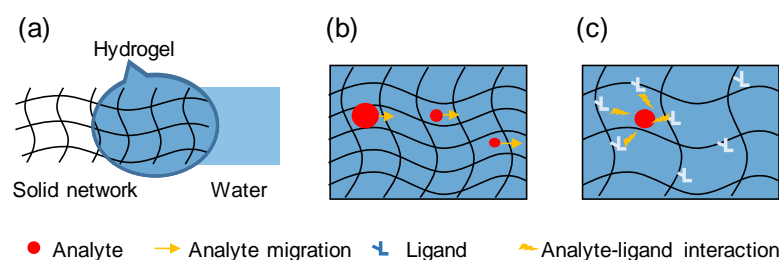 (a)
Hydrogel
Solid network
Water
(b)
(c)
Analyte
Analyte migration
Ligand
Analyte-ligand interaction